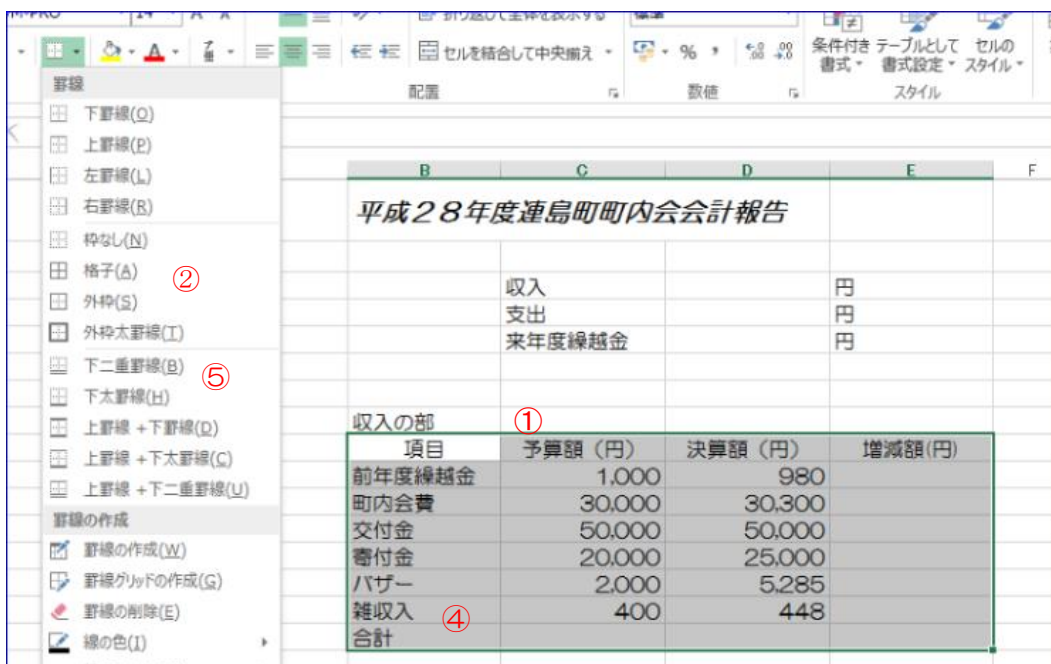 折り返して全体を表示する
標準
セルを結合して中央揃え
%
条件付き
書式
テーブルとして
書式設定
セルの
スタイル
配置
数値
スタイル
罫線
下罫線(O)
上罫線(P)
左罫線(L)
右罫線(R)
枠なし(N)
格子(A)
②
外枠(S)
外枠太罫線(T)
下二重罫線(B)
⑤
下太罫線(H)
上罫線 +下罫線(D)
上罫線 +下太罫線(C)
上罫線 +下二重罫線(U)
罫線の作成
罫線の作成(W)
罫線グリッドの作成(G)
罫線の削除(E)
線の色(I)
B C D E F
平成28年度連島町町内会会計報告
収入 円
支出 円
来年度繰越金 円
収入の部 ①
項目 予算額(円) 決算額(円) 増減額(円)
前年度繰越金 1,000 980
町内会費 30,000 30,300
交付金 50,000 50,000
寄付金 20,000 25,000
バザー 2,000 5,285
雑収入 ④ 400 448
合計